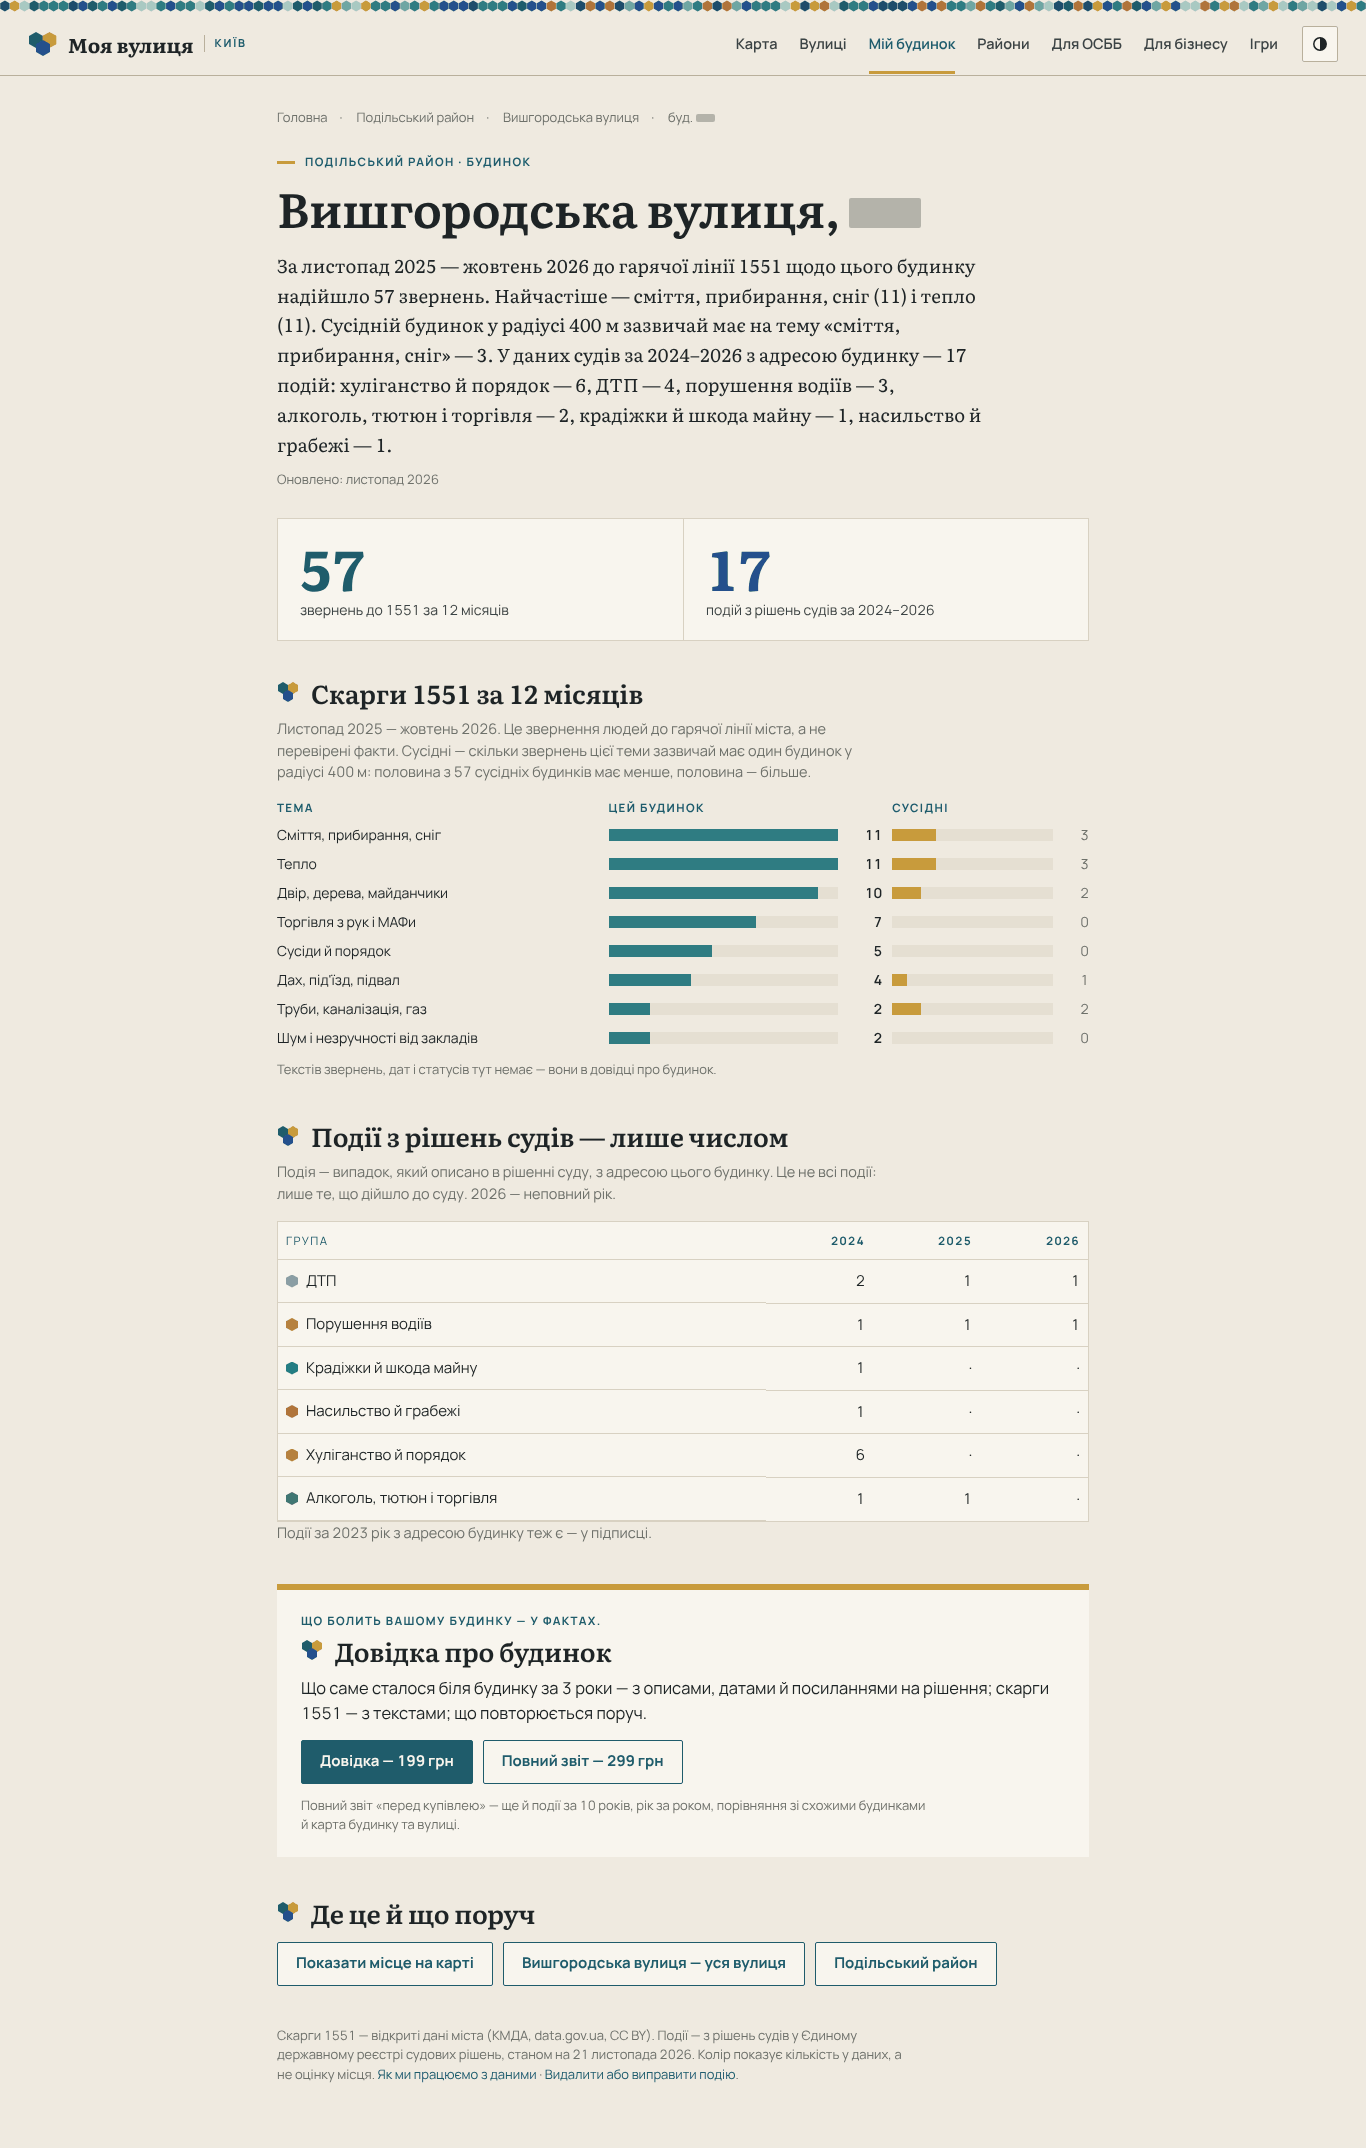 Моя вулиця КИЇВ Карта Вулиці Мій будинок Райони Для ОСББ Для бізнесу Ігри
Головна · Подільський район · Вишгородська вулиця · буд.
ПОДІЛЬСЬКИЙ РАЙОН · БУДИНОК
Вишгородська вулиця,
За листопад 2025 — жовтень 2026 до гарячої лінії 1551 щодо цього будинку
надійшло 57 звернень. Найчастіше — сміття, прибирання, сніг (11) і тепло
(11). Сусідній будинок у радіусі 400 м зазвичай має на тему «сміття,
прибирання, сніг» — 3. У даних судів за 2024–2026 з адресою будинку — 17
подій: хуліганство й порядок — 6, ДТП — 4, порушення водіїв — 3,
алкоголь, тютюн і торгівля — 2, крадіжки й шкода майну — 1, насильство й
грабежі — 1.
Оновлено: листопад 2026
57 17
звернень до 1551 за 12 місяців подій з рішень судів за 2024–2026
Скарги 1551 за 12 місяців
Листопад 2025 — жовтень 2026. Це звернення людей до гарячої лінії міста, а не
перевірені факти. Сусідні — скільки звернень цієї теми зазвичай має один будинок у
радіусі 400 м: половина з 57 сусідніх будинків має менше, половина — більше.
ТЕМА ЦЕЙ БУДИНОК СУСІДНІ
Сміття, прибирання, сніг 11 3
Тепло 11 3
Двір, дерева, майданчики 10 2
Торгівля з рук і МАФи 7 0
Сусіди й порядок 5 0
Дах, під'їзд, підвал 4 1
Труби, каналізація, газ 2 2
Шум і незручності від закладів 2 0
Текстів звернень, дат і статусів тут немає — вони в довідці про будинок.
Події з рішень судів — лише числом
Подія — випадок, який описано в рішенні суду, з адресою цього будинку. Це не всі події:
лише те, що дійшло до суду. 2026 — неповний рік.
ГРУПА 2024 2025 2026
ДТП 2 1 1
Порушення водіїв 1 1 1
Крадіжки й шкода майну 1 · ·
Насильство й грабежі 1 · ·
Хуліганство й порядок 6 · ·
Алкоголь, тютюн і торгівля 1 1 ·
Події за 2023 рік з адресою будинку теж є — у підписці.
ЩО БОЛИТЬ ВАШОМУ БУДИНКУ — У ФАКТАХ.
Довідка про будинок
Що саме сталося біля будинку за 3 роки — з описами, датами й посиланнями на рішення; скарги
1551 — з текстами; що повторюється поруч.
Довідка — 199 грн Повний звіт — 299 грн
Повний звіт «перед купівлею» — ще й події за 10 років, рік за роком, порівняння зі схожими будинками
й карта будинку та вулиці.
Де це й що поруч
Показати місце на карті Вишгородська вулиця — уся вулиця Подільський район
Скарги 1551 — відкриті дані міста (КМДА, data.gov.ua, CC BY). Події — з рішень судів у Єдиному
державному реєстрі судових рішень, станом на 21 листопада 2026. Колір показує кількість у даних, а
не оцінку місця. Як ми працюємо з даними · Видалити або виправити подію.